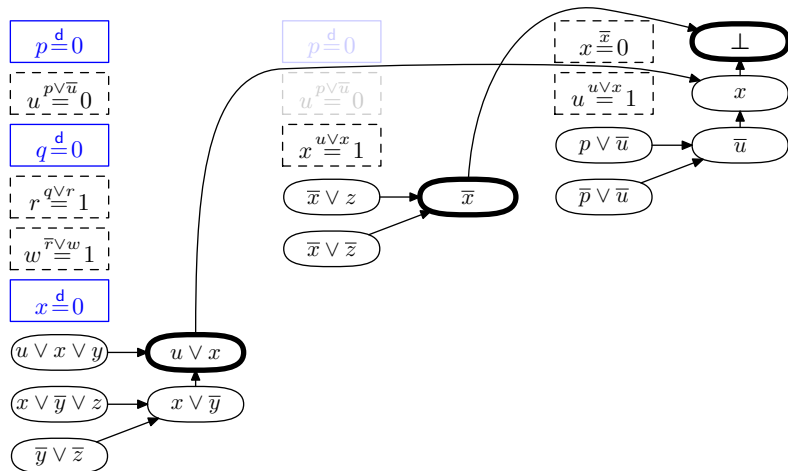 p d= 0
u p∨u̅= 0
q d= 0
r q∨r= 1
w r̅∨w= 1
x d= 0
u ∨ x ∨ y
u ∨ x
x ∨ y̅ ∨ z
x ∨ y̅
y̅ ∨ z̅
p d= 0
u p∨u̅= 0
x u∨x= 1
x̅ ∨ z
x̅
x̅ ∨ z̅
x x̅= 0
⊥
u u∨x= 1
x
p ∨ u̅
u̅
p̅ ∨ u̅